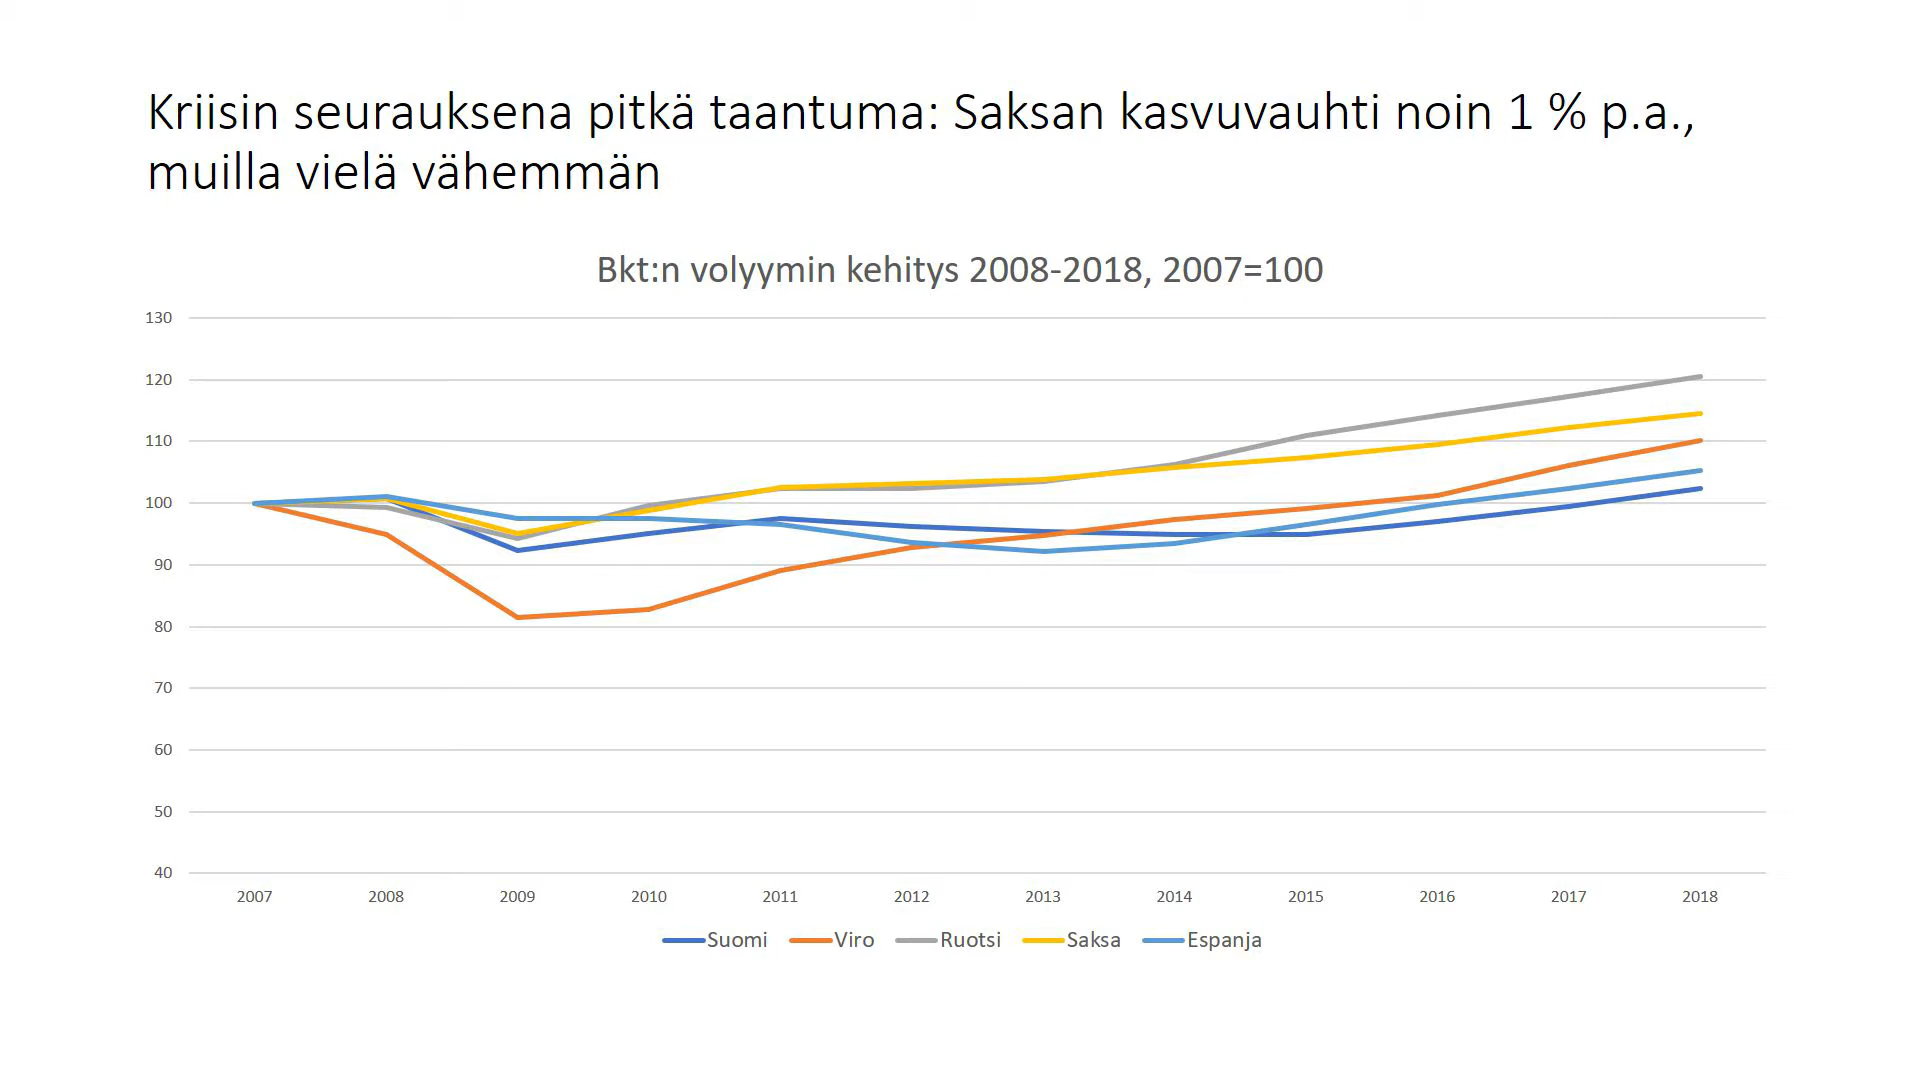 Kriisin seurauksena pitkä taantuma: Saksan kasvuvauhti noin 1 % p.a.,
muilla vielä vähemmän
Bkt:n volyymin kehitys 2008-2018, 2007=100
130
120
110
100
90
80
70
60
50
40
2007 2008 2009 2010 2011 2012 2013 2014 2015 2016 2017 2018
Suomi Viro Ruotsi Saksa Espanja